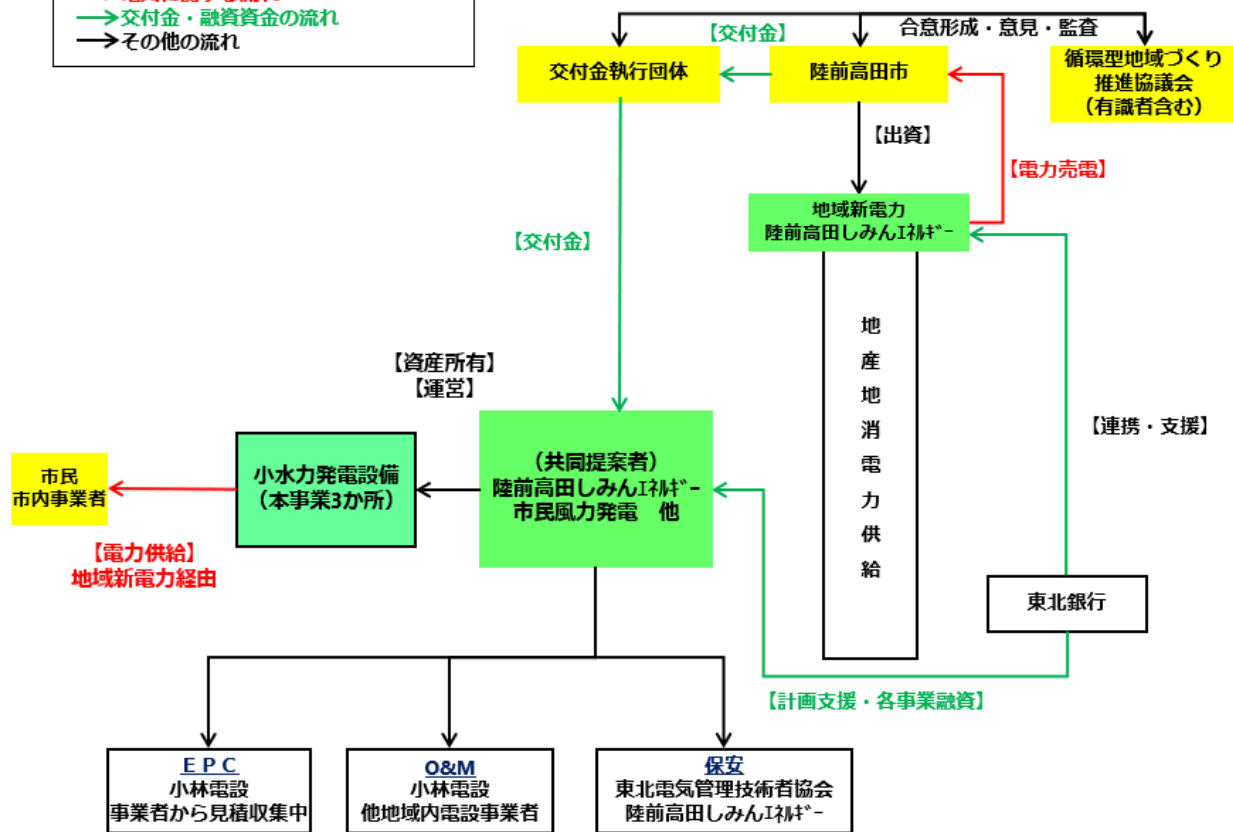 →交付金・融資資金の流れ
→その他の流れ
【交付金】
合意形成・意見・監査
交付金執行団体
陸前高田市
循環型地域づくり
推進協議会
（有識者含む）
【出資】
【電力売電】
地域新電力
陸前高田しみんｴﾈﾙｷﾞｰ
【交付金】
地産地消電力供給
【資産所有】
【運営】
【連携・支援】
市民
市内事業者
小水力発電設備
（本事業3か所）
（共同提案者）
陸前高田しみんｴﾈﾙｷﾞｰ
市民風力発電　他
【電力供給】
地域新電力経由
東北銀行
【計画支援・各事業融資】
ＥＰＣ
小林電設
事業者から見積収集中
O&M
小林電設
他地域内電設事業者
保安
東北電気管理技術者協会
陸前高田しみんｴﾈﾙｷﾞｰ